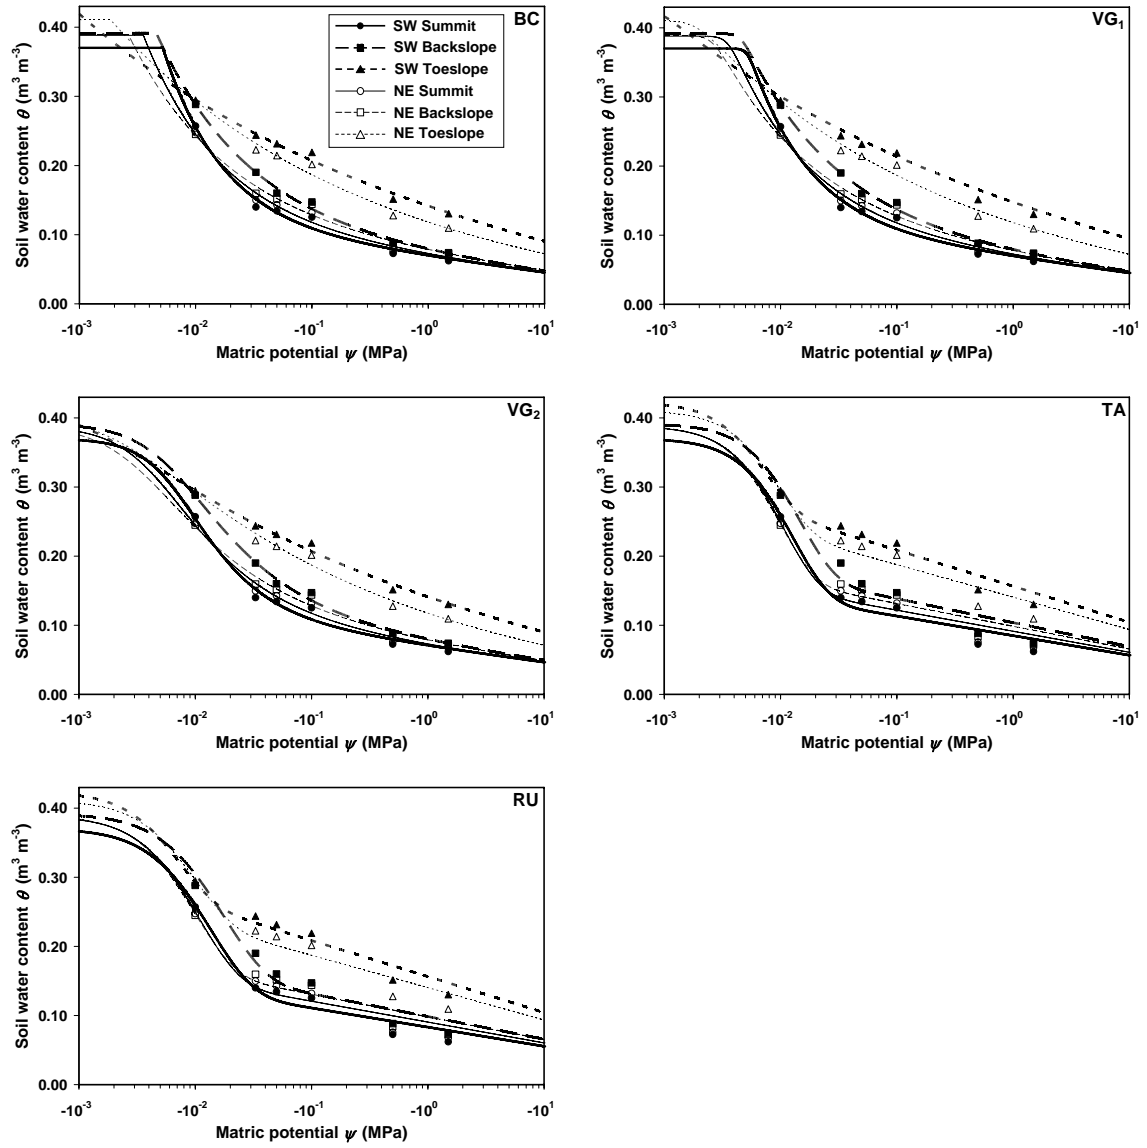 BC
Soil water content θ (m³ m⁻³)
0.40
0.30
0.20
0.10
0.00
SW Summit
SW Backslope
SW Toeslope
NE Summit
NE Backslope
NE Toeslope
-10⁻³ -10⁻² -10⁻¹ -10⁰ -10¹
Matric potential ψ (MPa)
VG₁
Soil water content θ (m³ m⁻³)
0.40
0.30
0.20
0.10
0.00
-10⁻³ -10⁻² -10⁻¹ -10⁰ -10¹
Matric potential ψ (MPa)
VG₂
Soil water content θ (m³ m⁻³)
0.40
0.30
0.20
0.10
0.00
-10⁻³ -10⁻² -10⁻¹ -10⁰ -10¹
Matric potential ψ (MPa)
TA
Soil water content θ (m³ m⁻³)
0.40
0.30
0.20
0.10
0.00
-10⁻³ -10⁻² -10⁻¹ -10⁰ -10¹
Matric potential ψ (MPa)
RU
Soil water content θ (m³ m⁻³)
0.40
0.30
0.20
0.10
0.00
-10⁻³ -10⁻² -10⁻¹ -10⁰ -10¹
Matric potential ψ (MPa)